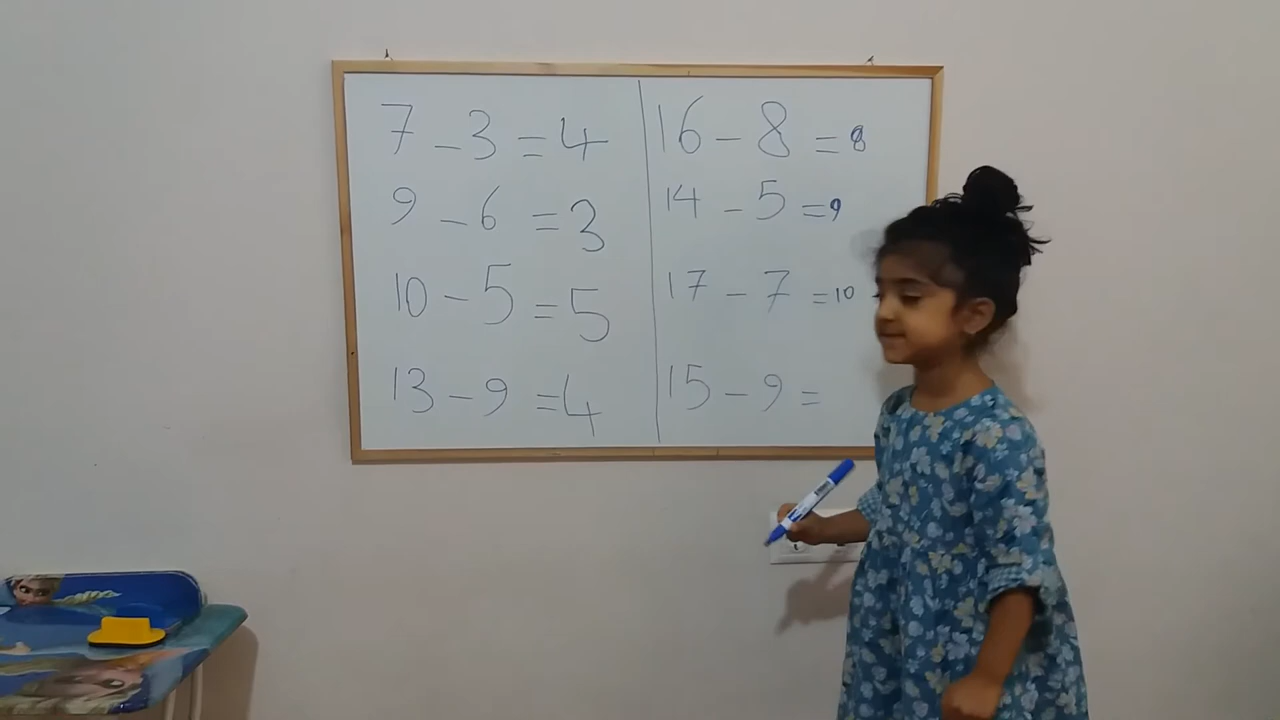 7 - 3 = 4
9 - 6 = 3
10 - 5 = 5
13 - 9 = 4
16 - 8 = 8
14 - 5 = 9
17 - 7 = 10
15 - 9 =